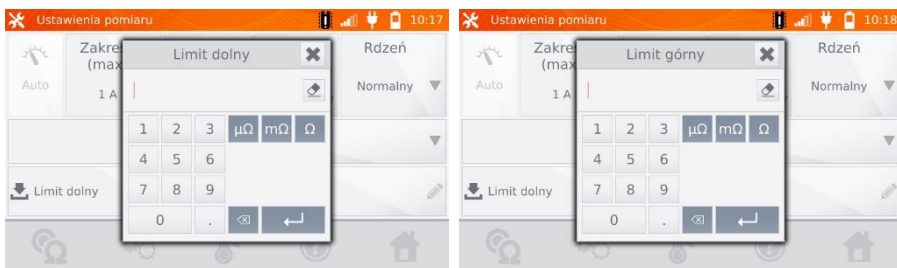 Ustawienia pomiaru 10:17
Zakre
(max
Limit dolny
Rdzeń
Auto
1 A
Normalny
1 2 3 µΩ mΩ Ω
4 5 6
Limit dolny
7 8 9
0 .
Ustawienia pomiaru 10:18
Zakre
(max
Limit górny
Rdzeń
Auto
1 A
Normalny
1 2 3 µΩ mΩ Ω
4 5 6
Limit dolny
7 8 9
0 .